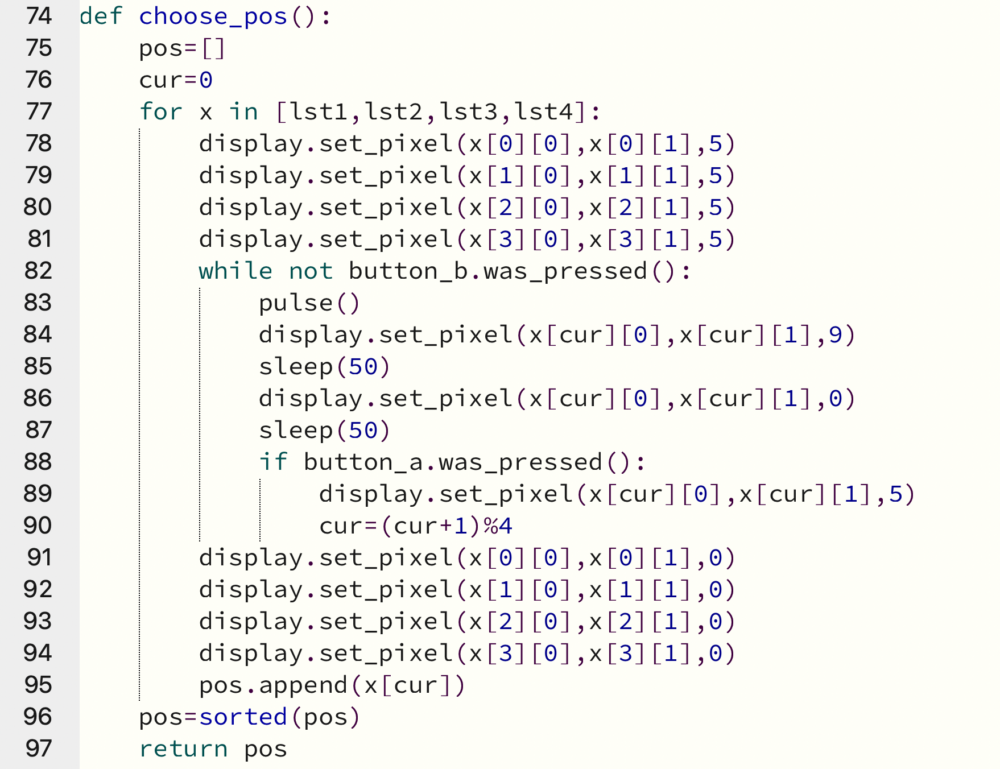 74 def choose_pos():
75     pos=[]
76     cur=0
77     for x in [lst1,lst2,lst3,lst4]:
78         display.set_pixel(x[0][0],x[0][1],5)
79         display.set_pixel(x[1][0],x[1][1],5)
80         display.set_pixel(x[2][0],x[2][1],5)
81         display.set_pixel(x[3][0],x[3][1],5)
82         while not button_b.was_pressed():
83             pulse()
84             display.set_pixel(x[cur][0],x[cur][1],9)
85             sleep(50)
86             display.set_pixel(x[cur][0],x[cur][1],0)
87             sleep(50)
88             if button_a.was_pressed():
89                 display.set_pixel(x[cur][0],x[cur][1],5)
90                 cur=(cur+1)%4
91         display.set_pixel(x[0][0],x[0][1],0)
92         display.set_pixel(x[1][0],x[1][1],0)
93         display.set_pixel(x[2][0],x[2][1],0)
94         display.set_pixel(x[3][0],x[3][1],0)
95         pos.append(x[cur])
96     pos=sorted(pos)
97     return pos